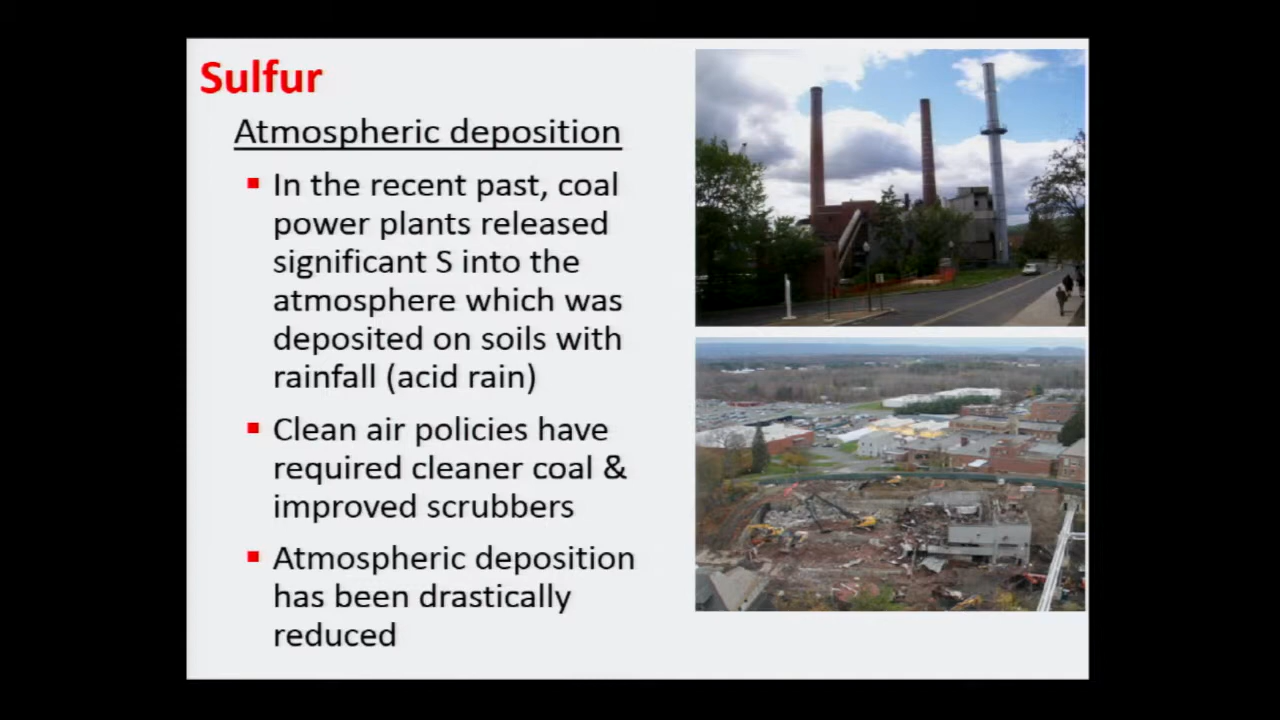 Sulfur
Atmospheric deposition
▪ In the recent past, coal
power plants released
significant S into the
atmosphere which was
deposited on soils with
rainfall (acid rain)
▪ Clean air policies have
required cleaner coal &
improved scrubbers
▪ Atmospheric deposition
has been drastically
reduced